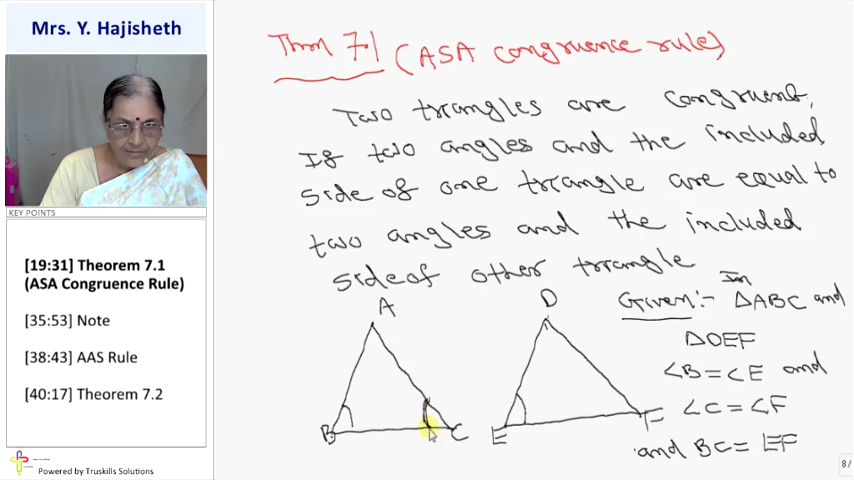 Mrs. Y. Hajisheth
KEY POINTS
[19:31] Theorem 7.1
(ASA Congruence Rule)
[35:53] Note
[38:43] AAS Rule
[40:17] Theorem 7.2
Powered by Truskills Solutions
Thm 7.1 (ASA congruence rule)
Two triangles are congruent,
If two angles and the included
side of one triangle are equal to
two angles and the included
side of other triangle
Given:- In ΔABC and
ΔDEF
∠B = ∠E and
∠C = ∠F
and BC = EF
A
B
C
D
E
F
8/